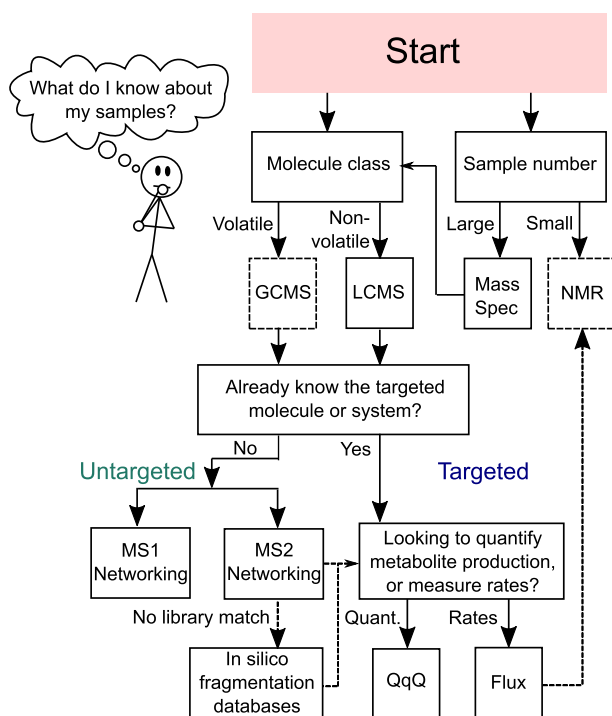 Start
What do I know about
my samples?
Molecule class
Sample number
Volatile
Non-
volatile
Large
Small
GCMS
LCMS
Mass
Spec
NMR
Already know the targeted
molecule or system?
No
Yes
Untargeted
Targeted
MS1
Networking
MS2
Networking
Looking to quantify
metabolite production,
or measure rates?
No library match
Quant.
Rates
In silico
fragmentation
databases
QqQ
Flux